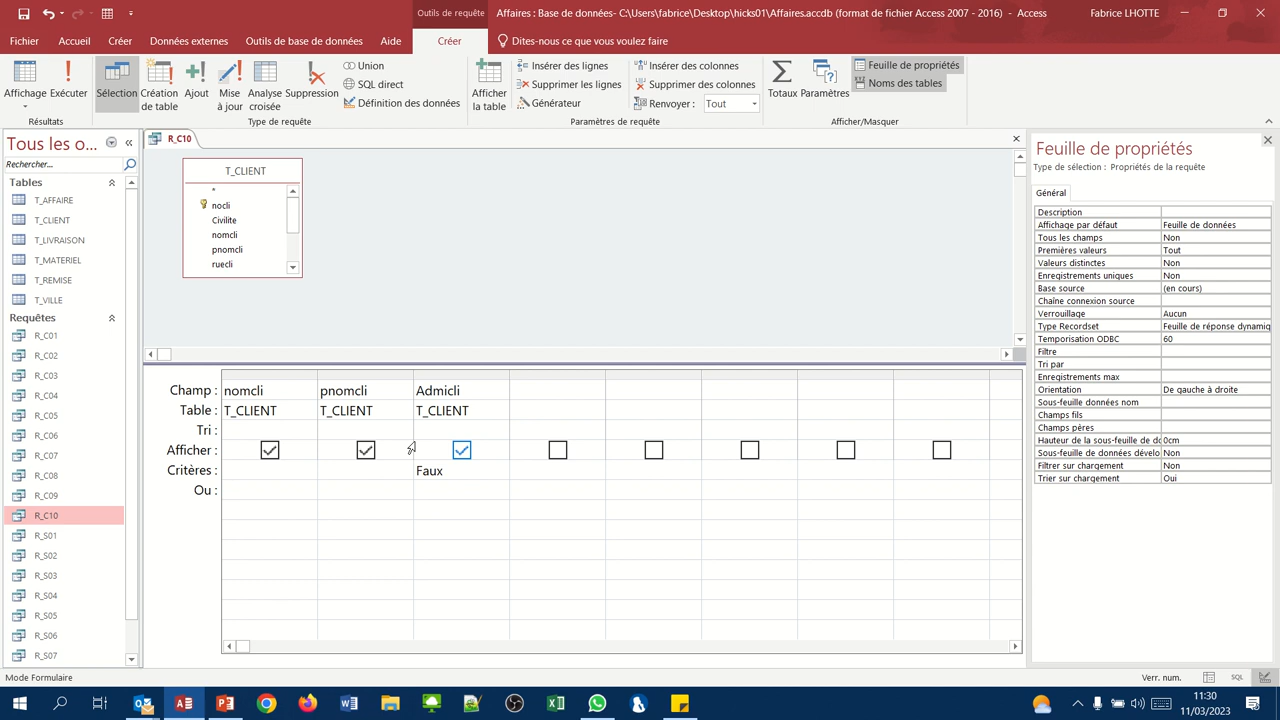 Outils de requête
Affaires : Base de données- C:\Users\fabrice\Desktop\hicks01\Affaires.accdb (format de fichier Access 2007 - 2016) - Access
Fabrice LHOTTE
Fichier
Accueil
Créer
Données externes
Outils de base de données
Aide
Créer
Dites-nous ce que vous voulez faire
Affichage
Exécuter
Résultats
Sélection
Création de table
Ajout
Mise à jour
Analyse croisée
Suppression
Union
SQL direct
Définition des données
Type de requête
Afficher la table
Insérer des lignes
Supprimer les lignes
Générateur
Insérer des colonnes
Supprimer des colonnes
Renvoyer :
Tout
Paramètres de requête
Totaux
Paramètres
Feuille de propriétés
Noms des tables
Afficher/Masquer
Tous les o...
Rechercher...
Tables
T_AFFAIRE
T_CLIENT
T_LIVRAISON
T_MATERIEL
T_REMISE
T_VILLE
Requêtes
R_C01
R_C02
R_C03
R_C04
R_C05
R_C06
R_C07
R_C08
R_C09
R_C10
R_S01
R_S02
R_S03
R_S04
R_S05
R_S06
R_S07
R_C10
T_CLIENT
*
nocli
Civilite
nomcli
pnomcli
ruecli
Champ : nomcli pnomcli Admicli
Table : T_CLIENT T_CLIENT T_CLIENT
Tri :
Afficher :
Critères : Faux
Ou :
Feuille de propriétés
Type de sélection : Propriétés de la requête
Général
Description
Affichage par défaut Feuille de données
Tous les champs Non
Premières valeurs Tout
Valeurs distinctes Non
Enregistrements uniques Non
Base source (en cours)
Chaîne connexion source
Verrouillage Aucun
Type Recordset Feuille de réponse dynamiq
Temporisation ODBC 60
Filtre
Tri par
Enregistrements max
Orientation De gauche à droite
Sous-feuille données nom
Champs fils
Champs pères
Hauteur de la sous-feuille de do 0cm
Sous-feuille de données dévelo Non
Filtrer sur chargement Non
Trier sur chargement Oui
Mode Formulaire
Verr. num.
SQL
11:30
11/03/2023